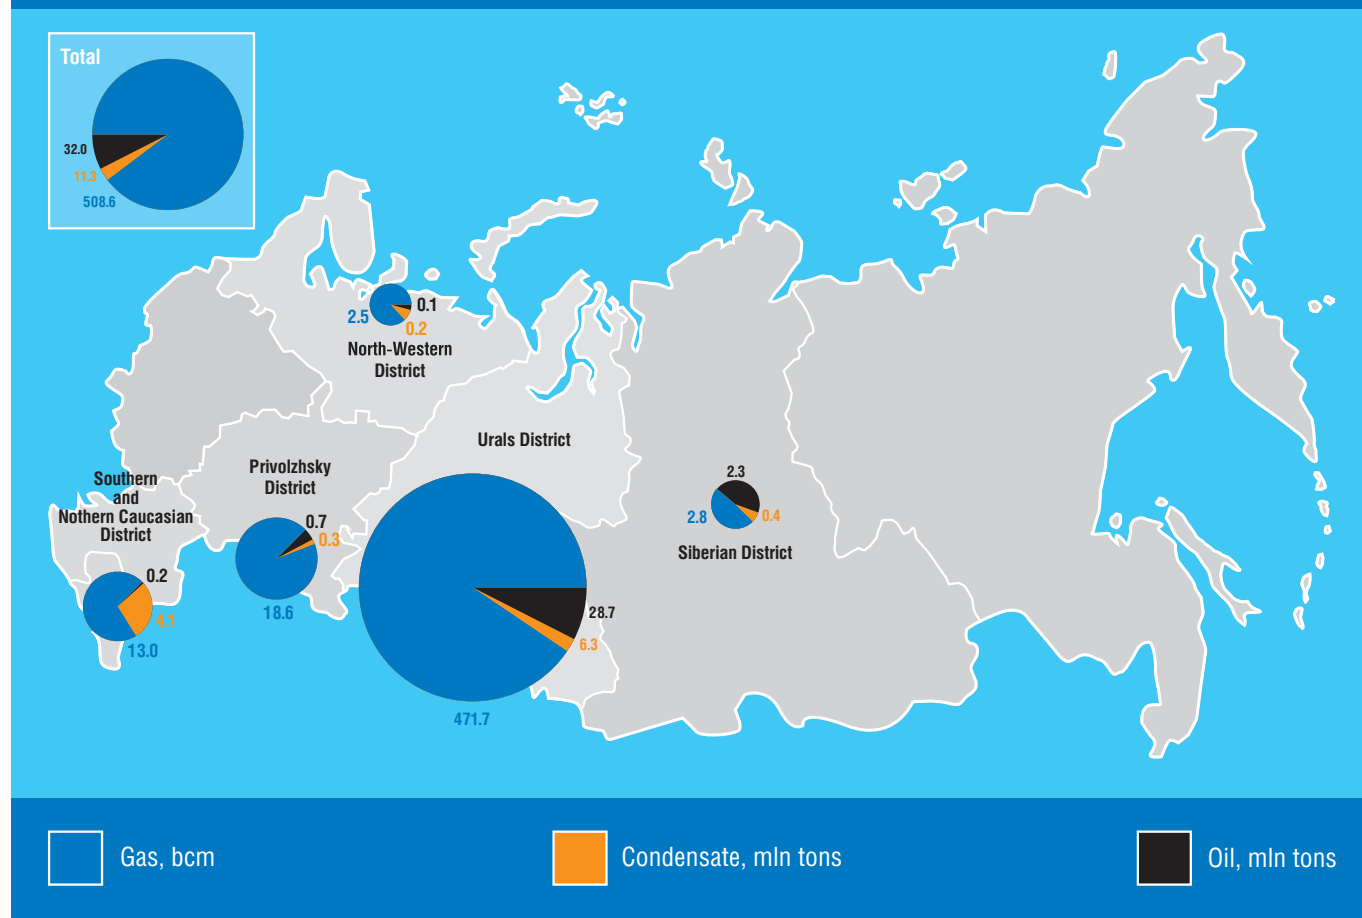 Total
32.0
11.3
508.6
2.5
0.1
0.2
North-Western
District
Urals District
Privolzhsky
District
Southern
and
Nothern Caucasian
District
0.7
0.3
18.6
0.2
4.1
13.0
28.7
6.3
471.7
2.3
2.8
0.4
Siberian District
Gas, bcm
Condensate, mln tons
Oil, mln tons